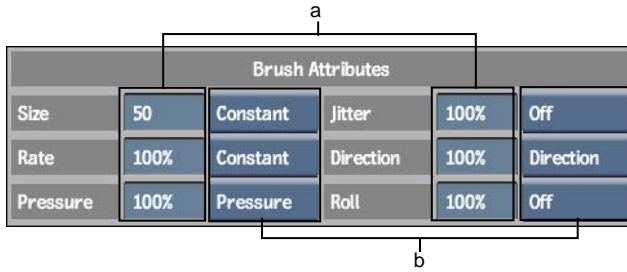 a
Brush Attributes
Size 50 Constant Jitter 100% Off
Rate 100% Constant Direction 100% Direction
Pressure 100% Pressure Roll 100% Off
b